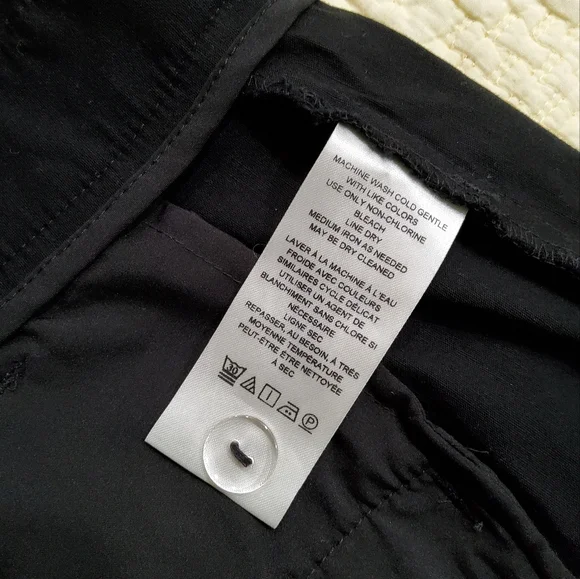 MACHINE WASH COLD GENTLE
WITH LIKE COLORS
USE ONLY NON-CHLORINE
BLEACH
LINE DRY
MEDIUM IRON AS NEEDED
MAY BE DRY CLEANED
LAVER À LA MACHINE À L'EAU
FROIDE AVEC COULEURS
SIMILAIRES CYCLE DÉLICAT
UTILISER UN AGENT DE
BLANCHIMENT SANS CHLORE SI
NÉCESSAIRE
LIGNE SEC
REPASSER, AU BESOIN, À TRÈS
MOYENNE TEMPÉRATURE
PEUT-ÊTRE ÊTRE NETTOYÉE
À SEC
30 P